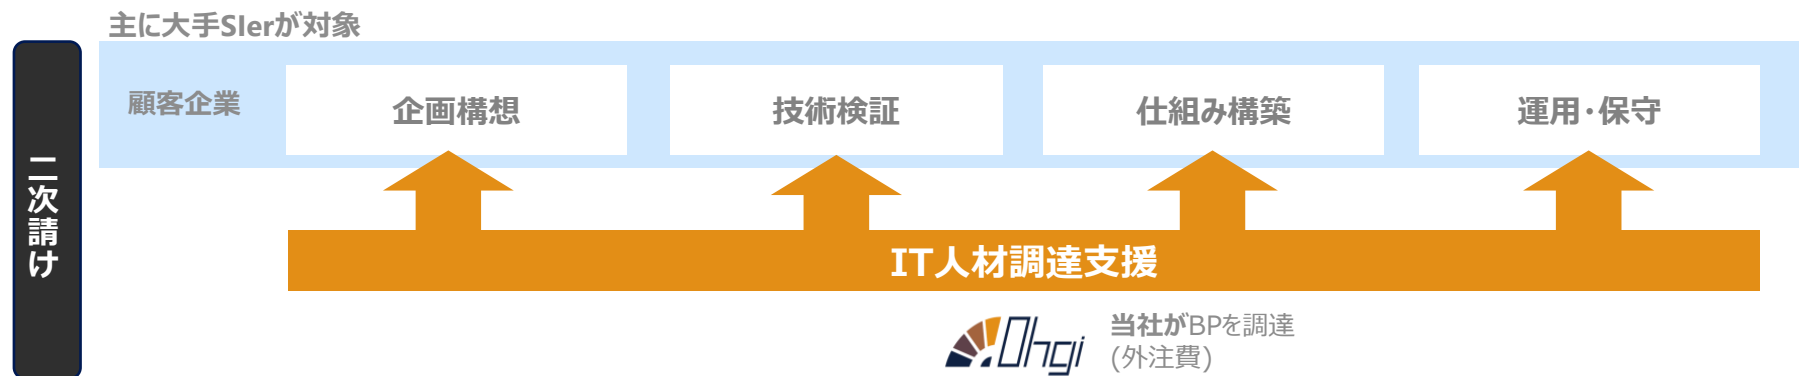 主に大手SIerが対象
二次請け
顧客企業
企画構想
技術検証
仕組み構築
運用・保守
IT人材調達支援
Ohgi
当社がBPを調達
(外注費)